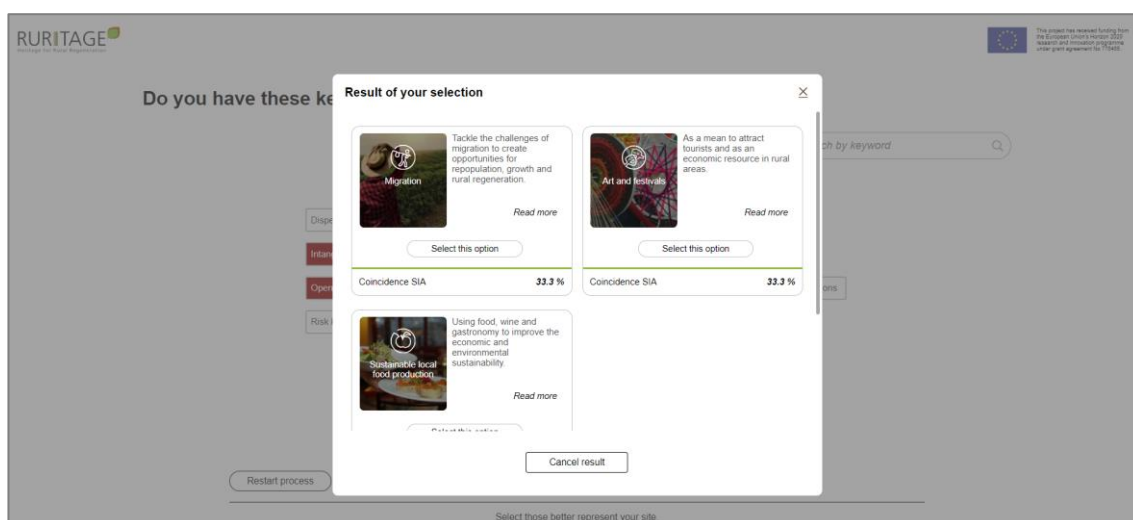 RURITAGE
Heritage for Rural Regeneration
This project has received funding from
the European Union's Horizon 2020
research and innovation programme
under grant agreement No 776465
Do you have these ke
ch by keyword
Result of your selection
Migration
Tackle the challenges of
migration to create
opportunities for
repopulation, growth and
rural regeneration.
Read more
Select this option
Coincidence SIA 33.3 %
Art and festivals
As a mean to attract
tourists and as an
economic resource in rural
areas.
Read more
Select this option
Coincidence SIA 33.3 %
Sustainable local
food production
Using food, wine and
gastronomy to improve the
economic and
environmental
sustainability.
Read more
Select this option
Cancel result
Dispe
Intan
Oper
ons
Risk
Restart process
Select those better represent your site